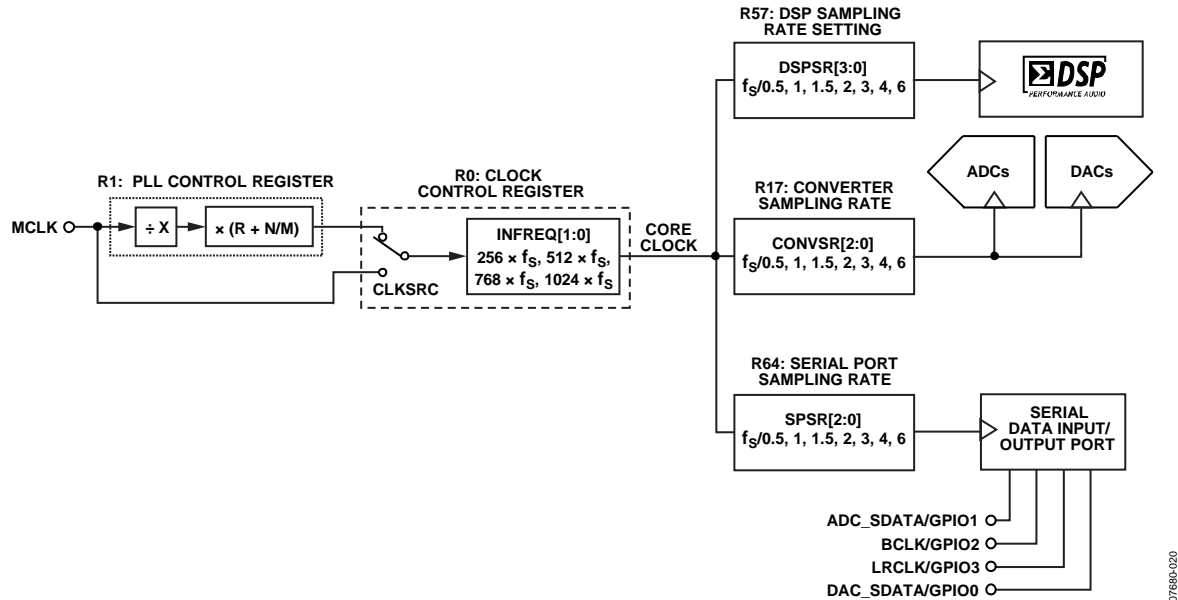 R57: DSP SAMPLING
RATE SETTING
DSPSR[3:0]
fS/0.5, 1, 1.5, 2, 3, 4, 6
ΣDSP
PERFORMANCE AUDIO
R1: PLL CONTROL REGISTER
MCLK
÷ X
× (R + N/M)
R0: CLOCK
CONTROL REGISTER
INFREQ[1:0]
256 × fS, 512 × fS,
768 × fS, 1024 × fS
CLKSRC
CORE
CLOCK
R17: CONVERTER
SAMPLING RATE
CONVSR[2:0]
fS/0.5, 1, 1.5, 2, 3, 4, 6
ADCs
DACs
R64: SERIAL PORT
SAMPLING RATE
SPSR[2:0]
fS/0.5, 1, 1.5, 2, 3, 4, 6
SERIAL
DATA INPUT/
OUTPUT PORT
ADC_SDATA/GPIO1
BCLK/GPIO2
LRCLK/GPIO3
DAC_SDATA/GPIO0
07680-020